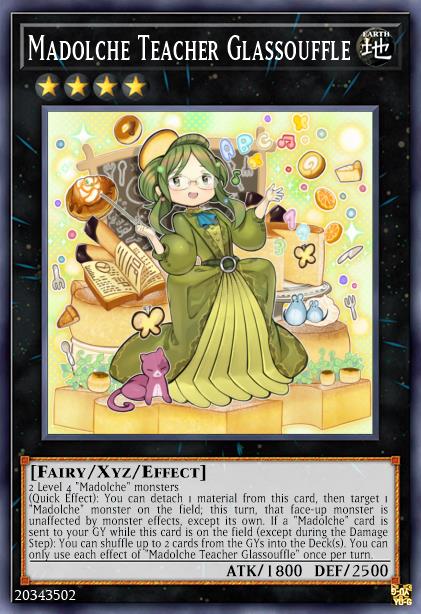 Madolche Teacher Glassouffle
EARTH
地
A B C
[Fairy/Xyz/Effect]
2 Level 4 "Madolche" monsters
(Quick Effect): You can detach 1 material from this card, then target 1
"Madolche" monster on the field; this turn, that face-up monster is
unaffected by monster effects, except its own. If a "Madolche" card is
sent to your GY while this card is on the field (except during the Damage
Step): You can shuffle up to 2 cards from the GYs into the Deck(s). You can
only use each effect of "Madolche Teacher Glassouffle" once per turn.
ATK/1800 DEF/2500
20343502